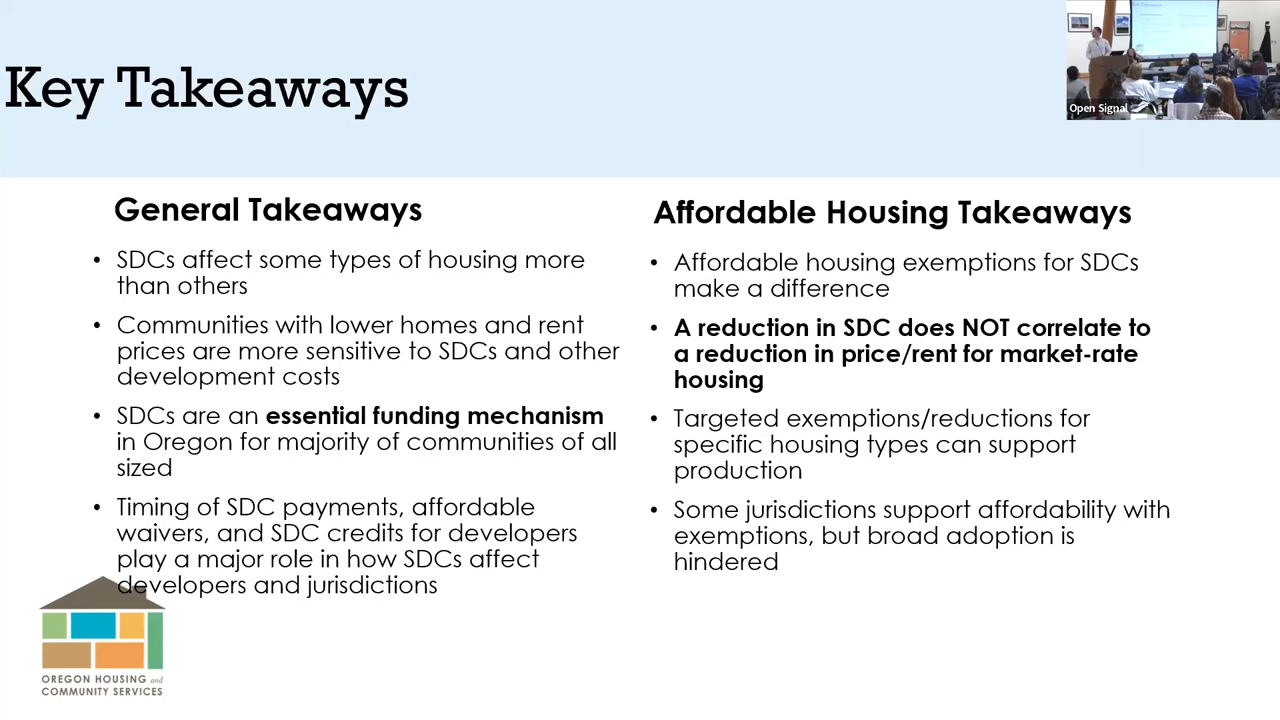 Key Takeaways
Open Signal
General Takeaways
• SDCs affect some types of housing more
than others
• Communities with lower homes and rent
prices are more sensitive to SDCs and other
development costs
• SDCs are an essential funding mechanism
in Oregon for majority of communities of all
sized
• Timing of SDC payments, affordable
waivers, and SDC credits for developers
play a major role in how SDCs affect
developers and jurisdictions
Affordable Housing Takeaways
• Affordable housing exemptions for SDCs
make a difference
• A reduction in SDC does NOT correlate to
a reduction in price/rent for market-rate
housing
• Targeted exemptions/reductions for
specific housing types can support
production
• Some jurisdictions support affordability with
exemptions, but broad adoption is
hindered
OREGON HOUSING and
COMMUNITY SERVICES